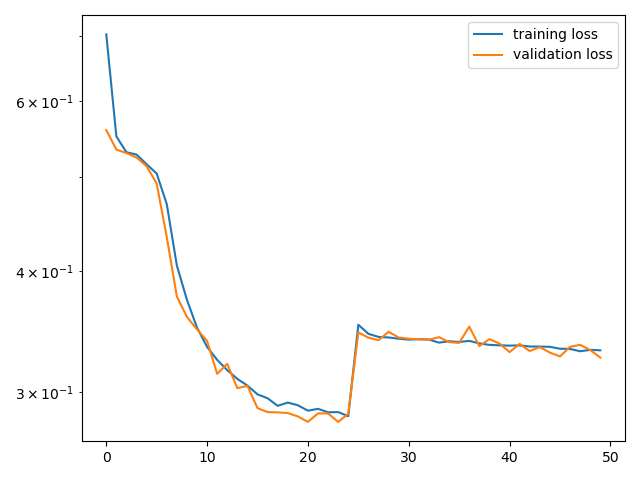 training loss
validation loss
6 × 10⁻¹
4 × 10⁻¹
3 × 10⁻¹
0 10 20 30 40 50